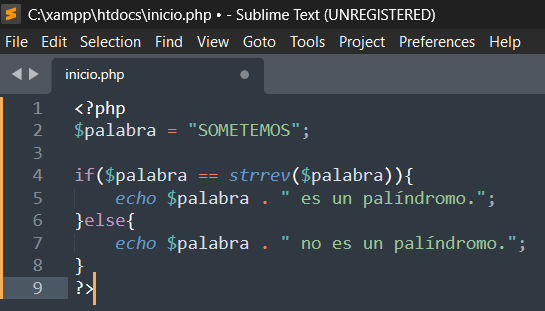 C:\xampp\htdocs\inicio.php • - Sublime Text (UNREGISTERED)
File Edit Selection Find View Goto Tools Project Preferences Help
inicio.php
1 <?php
2 $palabra = "SOMETEMOS";
3
4 if($palabra == strrev($palabra)){
5 echo $palabra . " es un palíndromo.";
6 }else{
7 echo $palabra . " no es un palíndromo.";
8 }
9 ?>